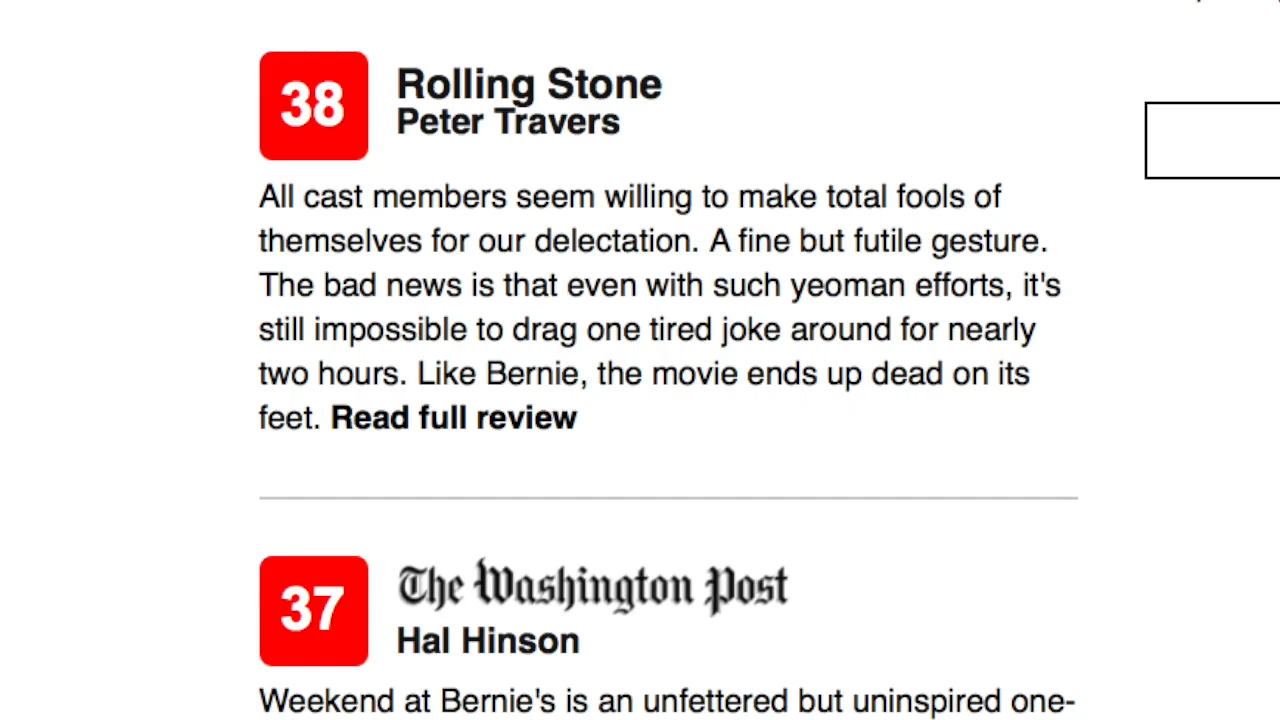 38
Rolling Stone
Peter Travers
All cast members seem willing to make total fools of
themselves for our delectation. A fine but futile gesture.
The bad news is that even with such yeoman efforts, it's
still impossible to drag one tired joke around for nearly
two hours. Like Bernie, the movie ends up dead on its
feet. Read full review
37
The Washington Post
Hal Hinson
Weekend at Bernie's is an unfettered but uninspired one-